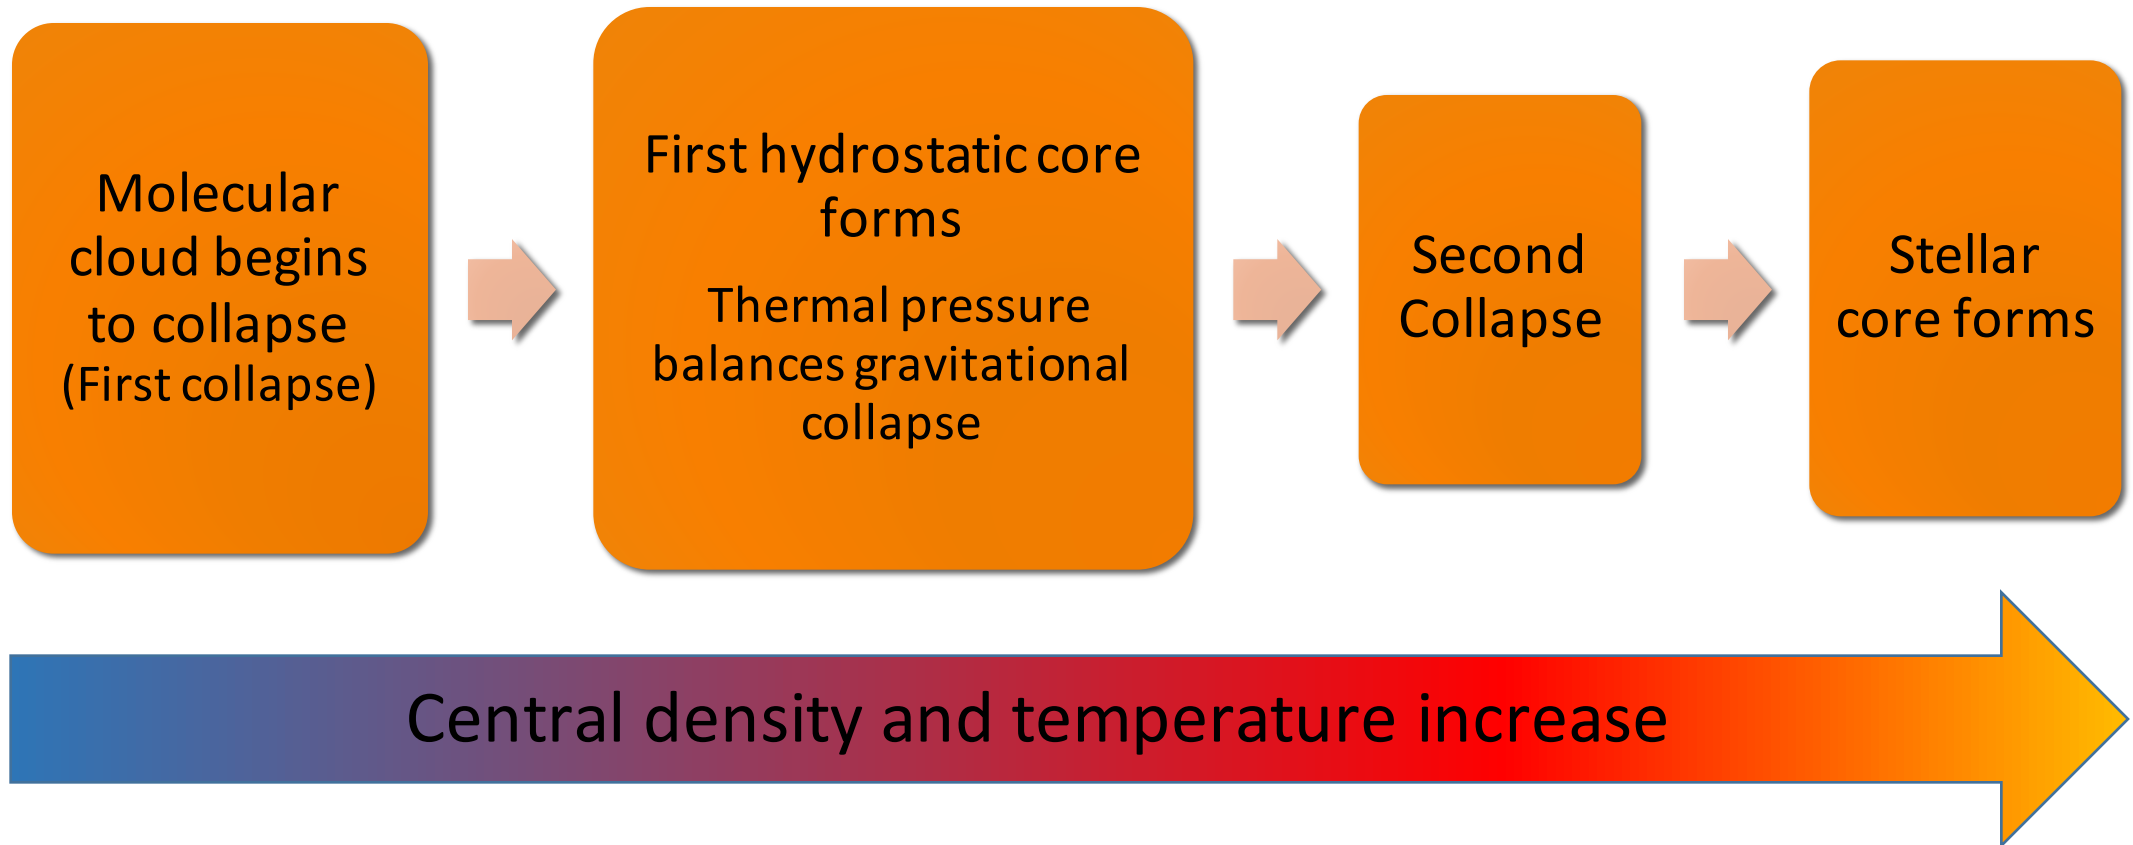 Molecular
cloud begins
to collapse
(First collapse)
First hydrostatic core
forms
Thermal pressure
balances gravitational
collapse
Second
Collapse
Stellar
core forms
Central density and temperature increase